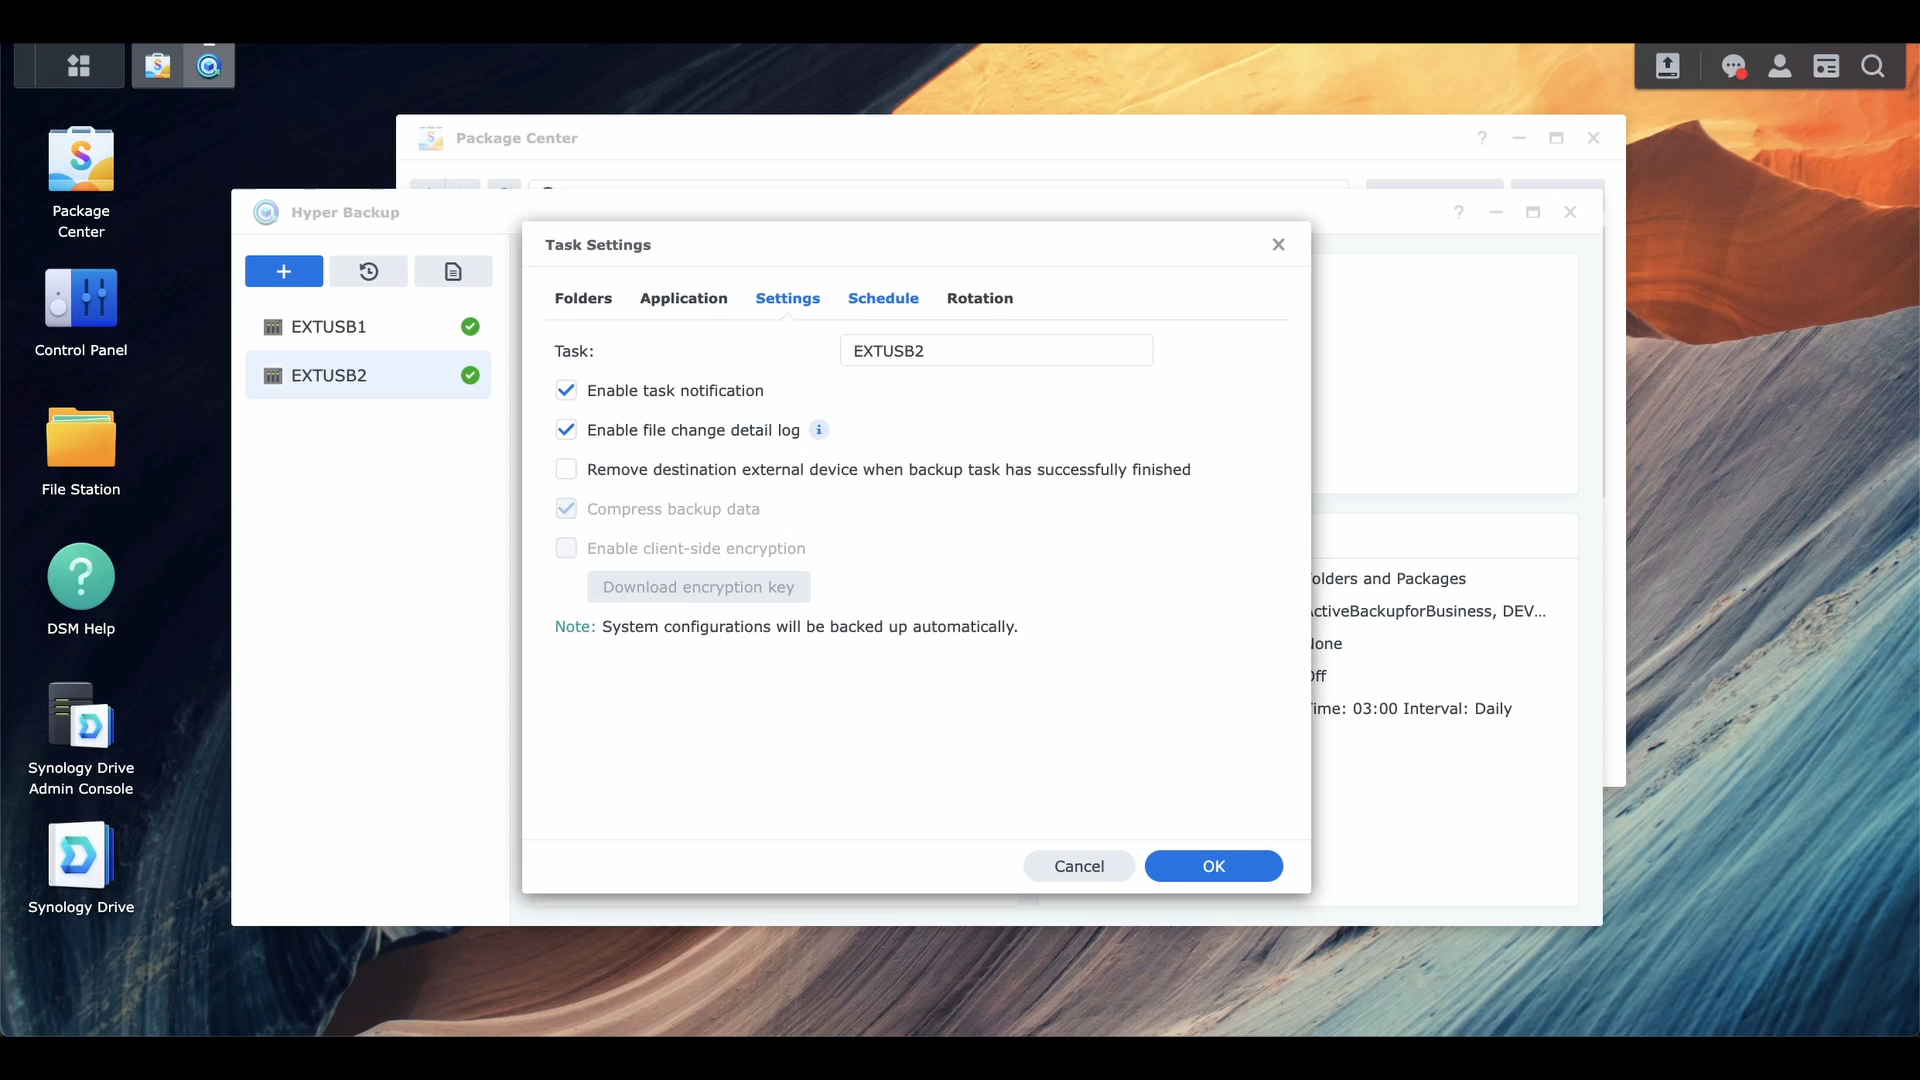 Package Center
Package
Center
Control Panel
File Station
DSM Help
Synology Drive
Admin Console
Synology Drive
Hyper Backup
EXTUSB1
EXTUSB2
Task Settings
Folders Application Settings Schedule Rotation
Task: EXTUSB2
Enable task notification
Enable file change detail log
Remove destination external device when backup task has successfully finished
Compress backup data
Enable client-side encryption
Download encryption key
Note: System configurations will be backed up automatically.
Cancel OK
olders and Packages
ctiveBackupforBusiness, DEV...
one
ff
ime: 03:00 Interval: Daily